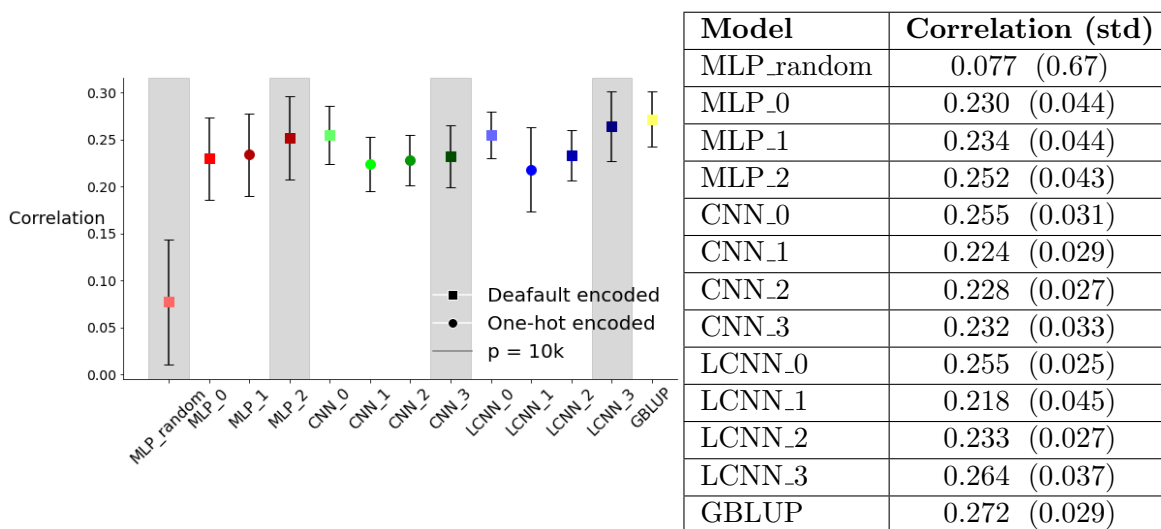 0.30
0.25
0.20
Correlation
0.15
0.10
0.05
0.00
Deafault encoded
One-hot encoded
p = 10k
MLP_random
MLP_0
MLP_1
MLP_2
CNN_0
CNN_1
CNN_2
CNN_3
LCNN_0
LCNN_1
LCNN_2
LCNN_3
GBLUP
Model Correlation (std)
MLP_random 0.077 (0.67)
MLP_0 0.230 (0.044)
MLP_1 0.234 (0.044)
MLP_2 0.252 (0.043)
CNN_0 0.255 (0.031)
CNN_1 0.224 (0.029)
CNN_2 0.228 (0.027)
CNN_3 0.232 (0.033)
LCNN_0 0.255 (0.025)
LCNN_1 0.218 (0.045)
LCNN_2 0.233 (0.027)
LCNN_3 0.264 (0.037)
GBLUP 0.272 (0.029)